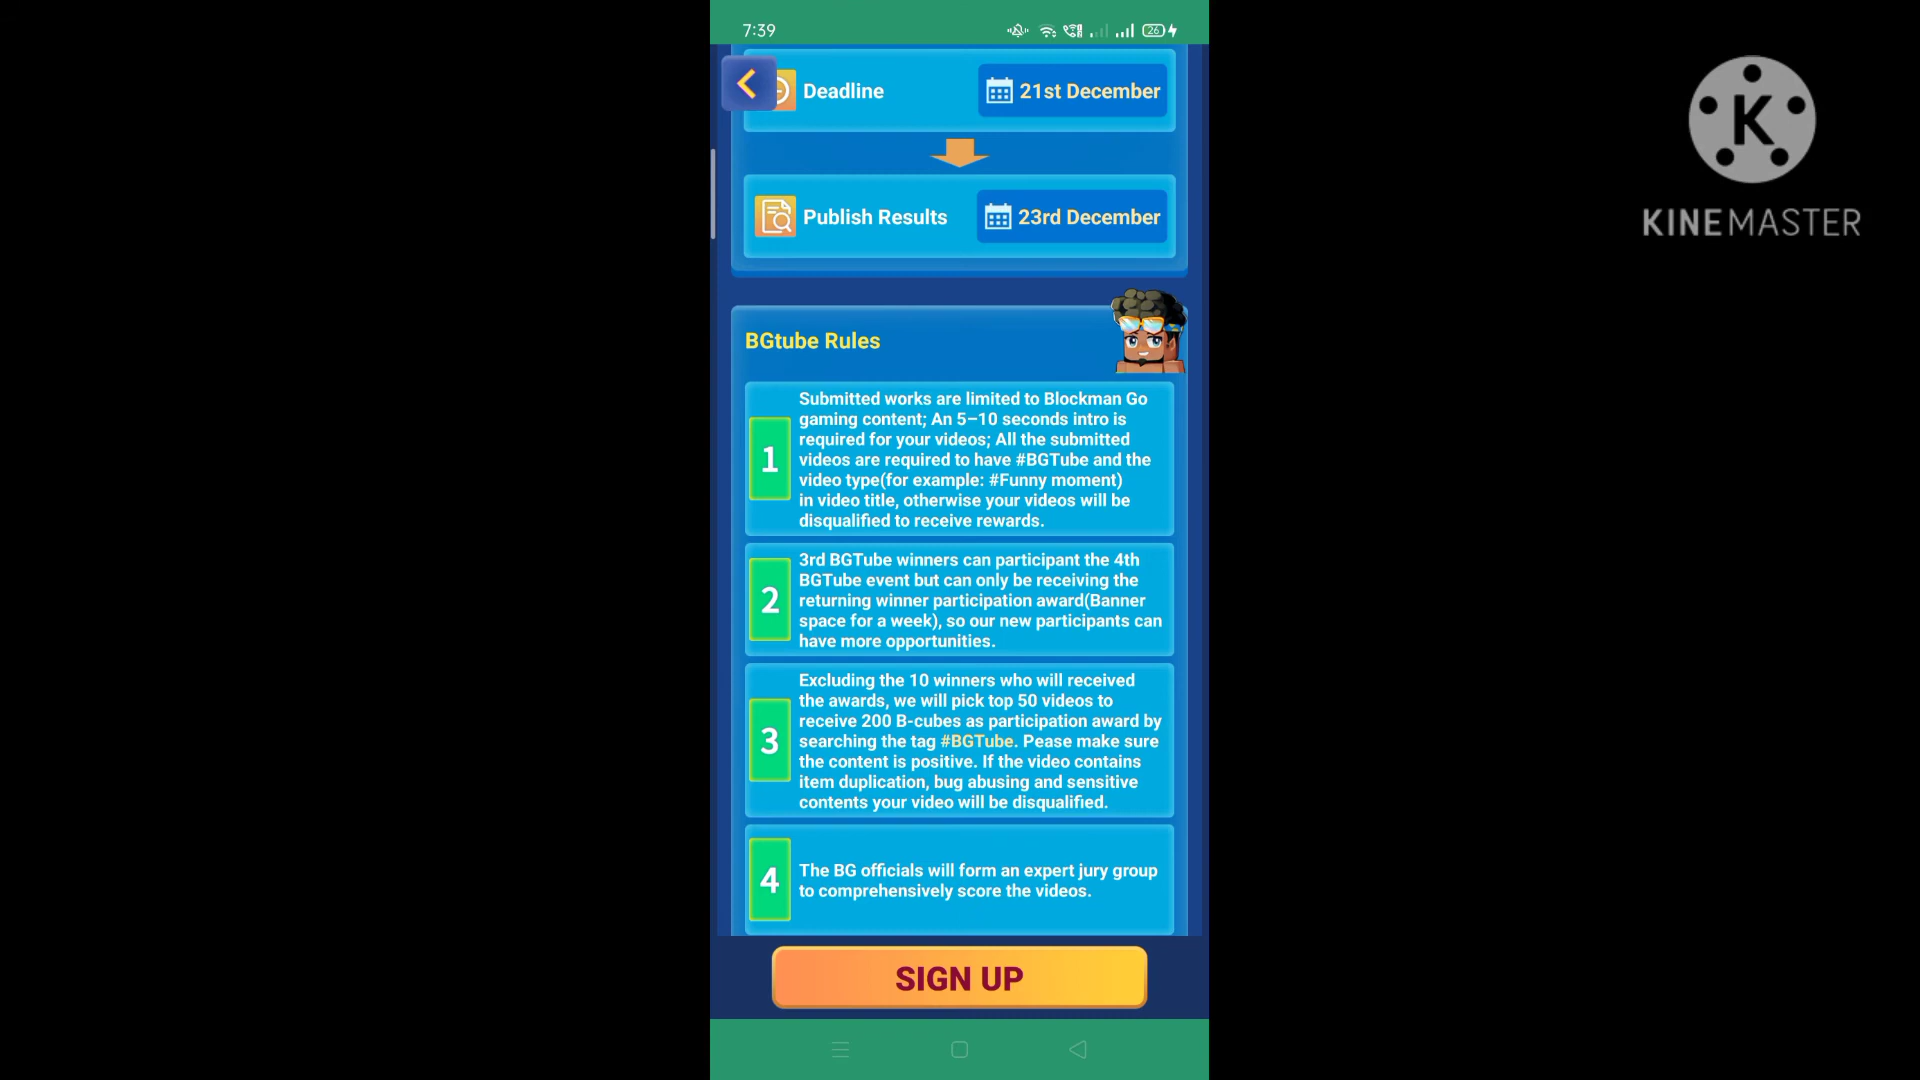 7:39
26
Deadline
21st December
Publish Results
23rd December
BGtube Rules
1
Submitted works are limited to Blockman Go
gaming content; An 5–10 seconds intro is
required for your videos; All the submitted
videos are required to have #BGTube and the
video type(for example: #Funny moment)
in video title, otherwise your videos will be
disqualified to receive rewards.
2
3rd BGTube winners can participant the 4th
BGTube event but can only be receiving the
returning winner participation award(Banner
space for a week), so our new participants can
have more opportunities.
3
Excluding the 10 winners who will received
the awards, we will pick top 50 videos to
receive 200 B-cubes as participation award by
searching the tag #BGTube. Pease make sure
the content is positive. If the video contains
item duplication, bug abusing and sensitive
contents your video will be disqualified.
4
The BG officials will form an expert jury group
to comprehensively score the videos.
SIGN UP
K
KINEMASTER